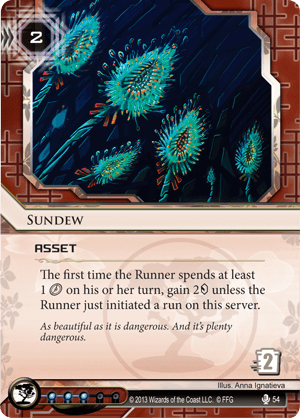 2
SUNDEW
ASSET
The first time the Runner spends at least
1 on his or her turn, gain 2 unless the
Runner just initiated a run on this server.
As beautiful as it is dangerous. And it's plenty
dangerous.
2
Illus. Anna Ignatieva
© 2013 Wizards of the Coast LLC. © FFG 54